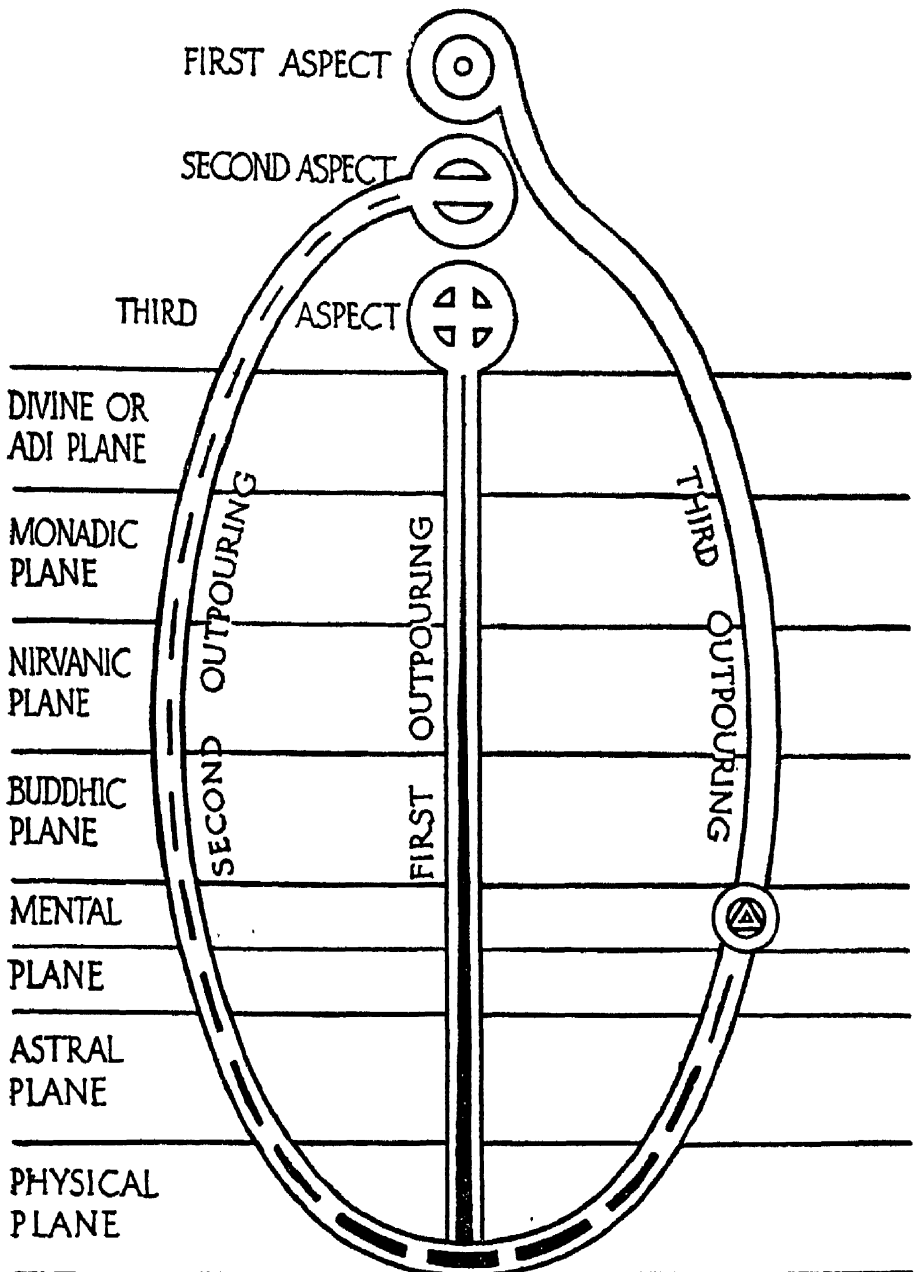 FIRST ASPECT
SECOND ASPECT
THIRD ASPECT
DIVINE OR
ADI PLANE
MONADIC
PLANE
NIRVANIC
PLANE
BUDDHIC
PLANE
MENTAL
PLANE
ASTRAL
PLANE
PHYSICAL
PLANE
SECOND OUTPOURING
FIRST OUTPOURING
THIRD OUTPOURING